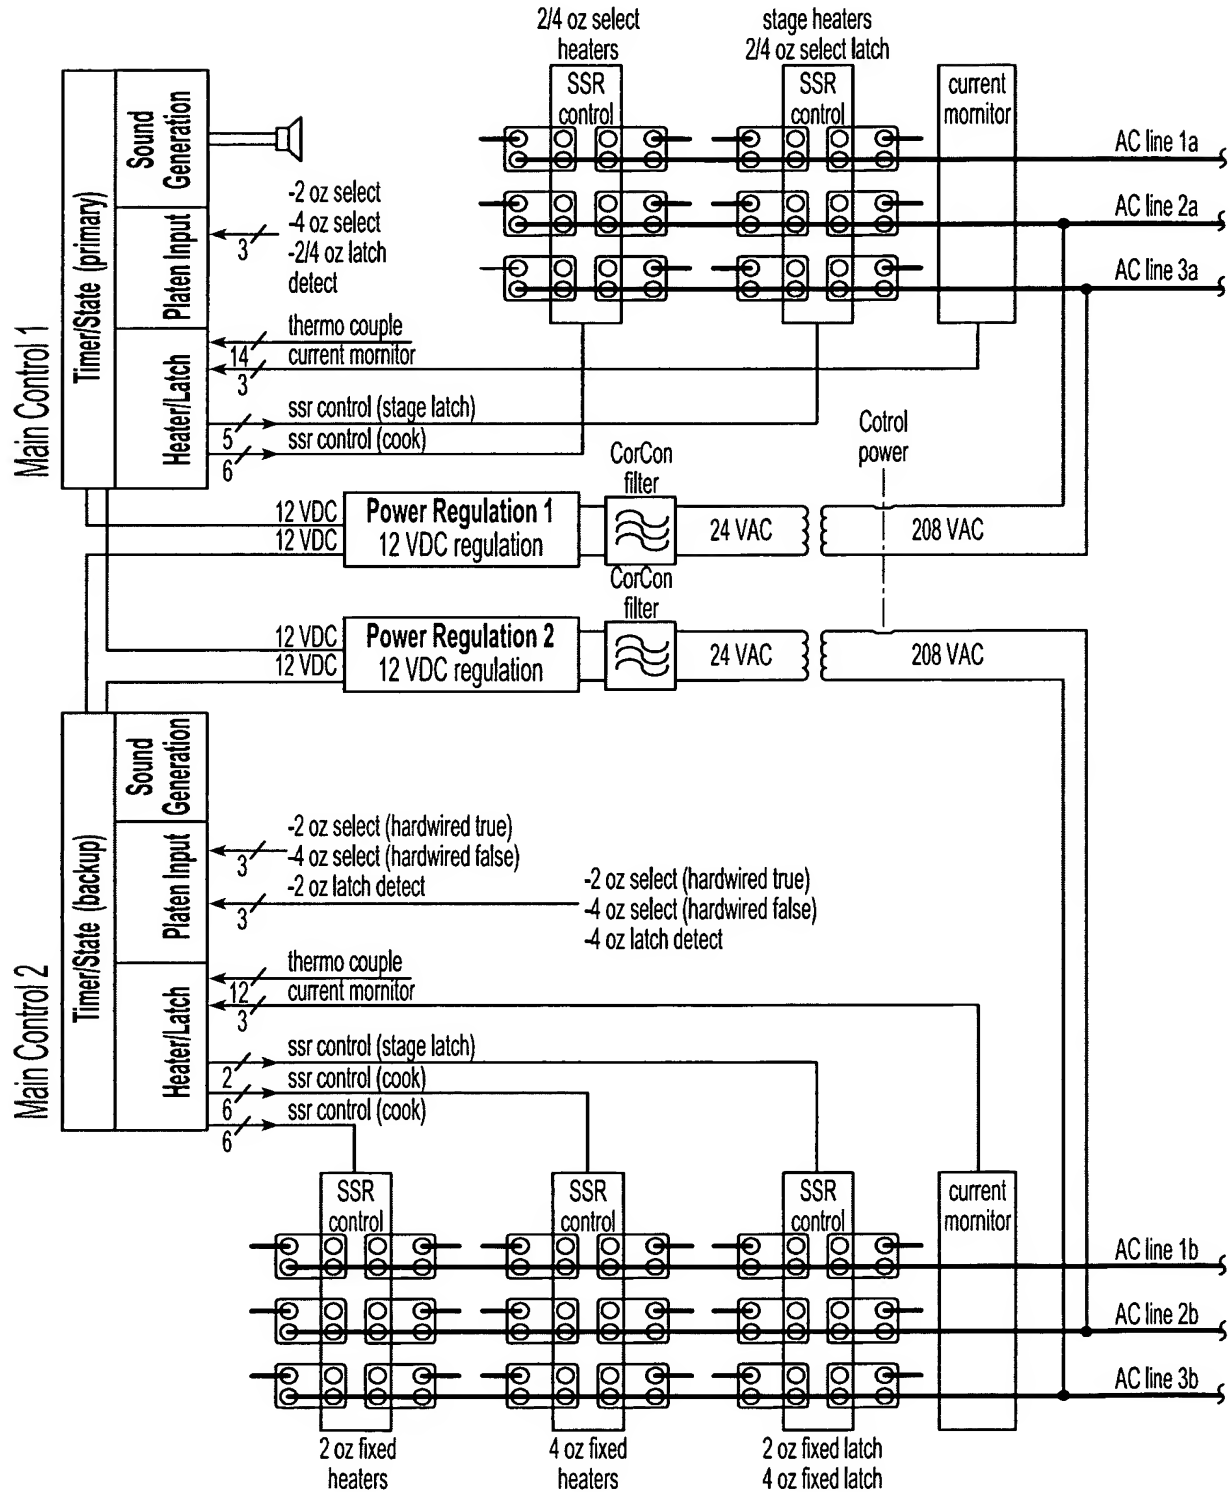 2/4 oz select
heaters
stage heaters
2/4 oz select latch
SSR
control
SSR
control
current
mornitor
AC line 1a
AC line 2a
AC line 3a
Main Control 1
Timer/State (primary)
Sound
Generation
Platen Input
Heater/Latch
-2 oz select
-4 oz select
-2/4 oz latch
detect
3
thermo couple
14
current mornitor
3
ssr control (stage latch)
5
ssr control (cook)
6
Cotrol
power
CorCon
filter
12 VDC
12 VDC
Power Regulation 1
12 VDC regulation
24 VAC
208 VAC
CorCon
filter
12 VDC
12 VDC
Power Regulation 2
12 VDC regulation
24 VAC
208 VAC
Main Control 2
Timer/State (backup)
Sound
Generation
Platen Input
Heater/Latch
-2 oz select (hardwired true)
-4 oz select (hardwired false)
-2 oz latch detect
3
3
-2 oz select (hardwired true)
-4 oz select (hardwired false)
-4 oz latch detect
thermo couple
12
current mornitor
3
ssr control (stage latch)
2
ssr control (cook)
6
ssr control (cook)
6
SSR
control
SSR
control
SSR
control
current
mornitor
AC line 1b
AC line 2b
AC line 3b
2 oz fixed
heaters
4 oz fixed
heaters
2 oz fixed latch
4 oz fixed latch